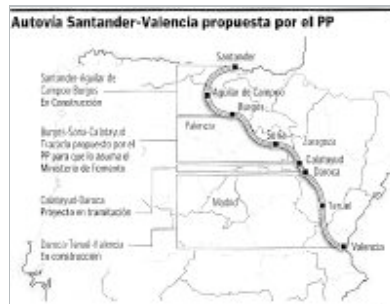 Autovía Santander-Valencia propuesta por el PP
Santander
Santander-Aguilar de
Campoo-Burgos
En Construcción
Aguilar de Campoo
Burgos
Palencia
Burgos-Soria-Calatayud
Trazado propuesto por el
PP para que lo asuma el
Ministerio de Fomento
Soria
Zaragoza
Calatayud
Daroca
Calatayud-Daroca
Proyecto en tramitación
Madrid
Teruel
Daroca-Teruel-Valencia
En construcción
Valencia